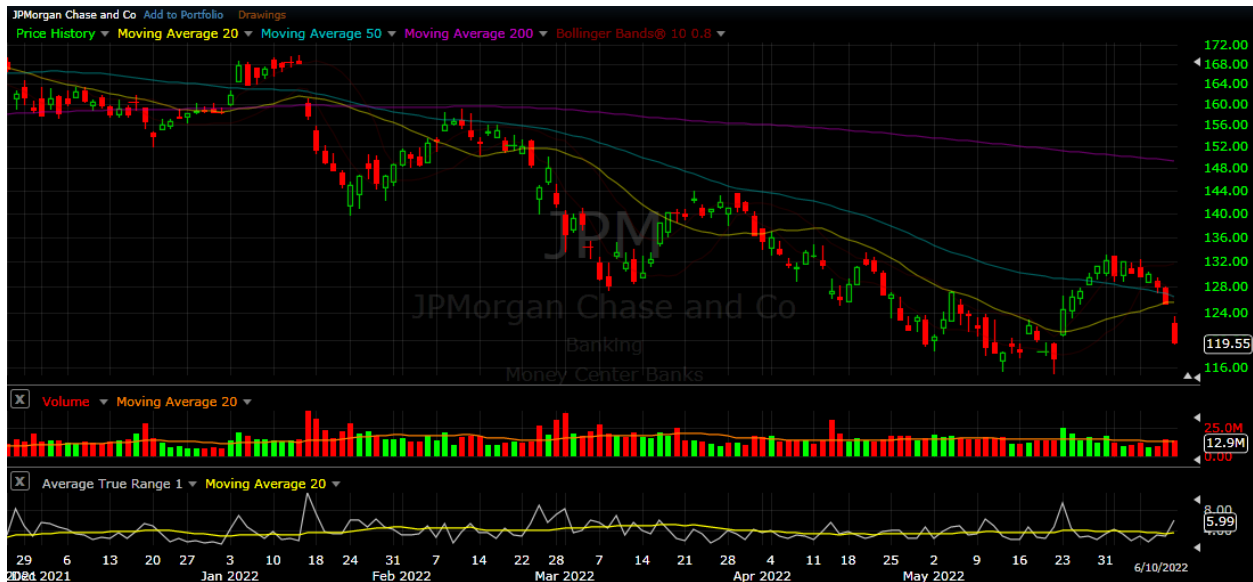 JPMorgan Chase and Co Add to Portfolio Drawings
Price History Moving Average 20 Moving Average 50 Moving Average 200 Bollinger Bands® 10 0.8
172.00
168.00
164.00
160.00
156.00
152.00
148.00
144.00
140.00
136.00
132.00
128.00
124.00
119.55
116.00
JPM
JPMorgan Chase and Co
Banking
Money Center Banks
X Volume Moving Average 20
25.0M
12.9M
0.00
X Average True Range 1 Moving Average 20
8.00
5.99
4.00
29 6 13 20 27 3 10 18 24 31 7 14 22 28 7 14 21 28 4 11 18 25 2 9 16 23 31
Dec 2021 Jan 2022 Feb 2022 Mar 2022 Apr 2022 May 2022 6/10/2022